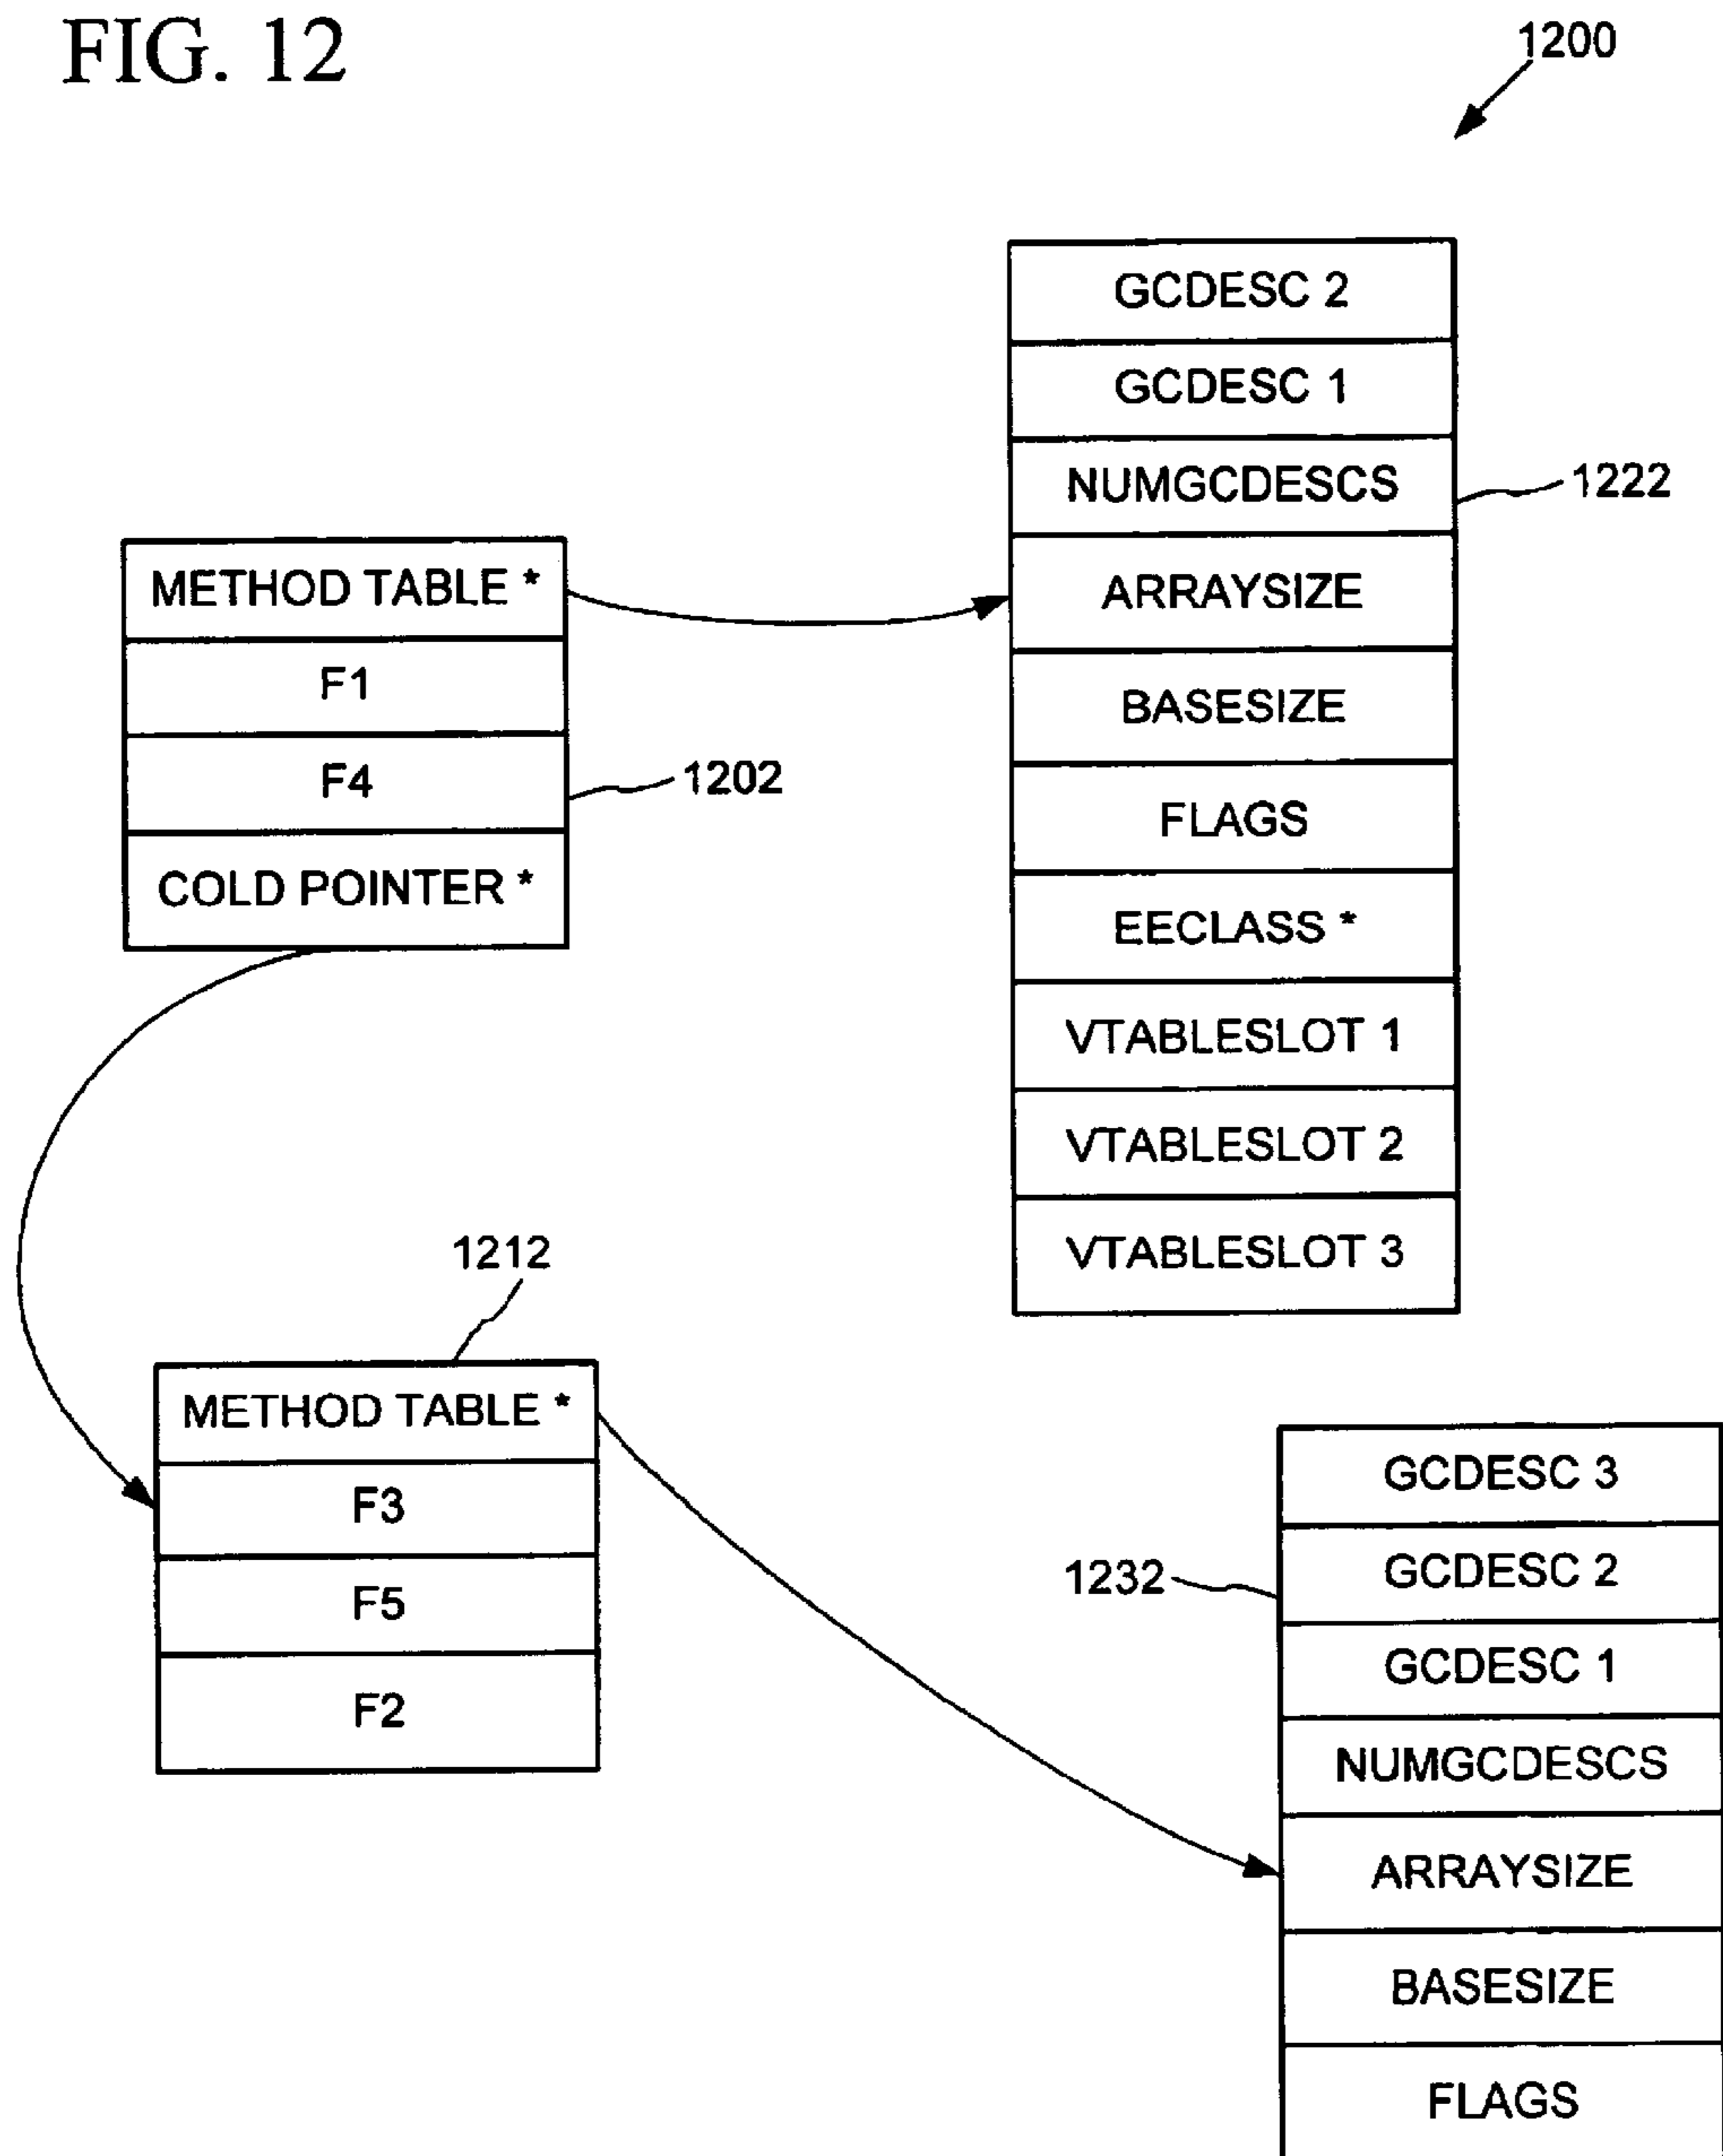 FIG. 12
1200
GCDESC 2
GCDESC 1
NUMGCDESCS
1222
ARRAYSIZE
BASESIZE
FLAGS
EECLASS *
VTABLESLOT 1
VTABLESLOT 2
VTABLESLOT 3
METHOD TABLE *
F1
F4
1202
COLD POINTER *
1212
METHOD TABLE *
F3
F5
F2
1232
GCDESC 3
GCDESC 2
GCDESC 1
NUMGCDESCS
ARRAYSIZE
BASESIZE
FLAGS